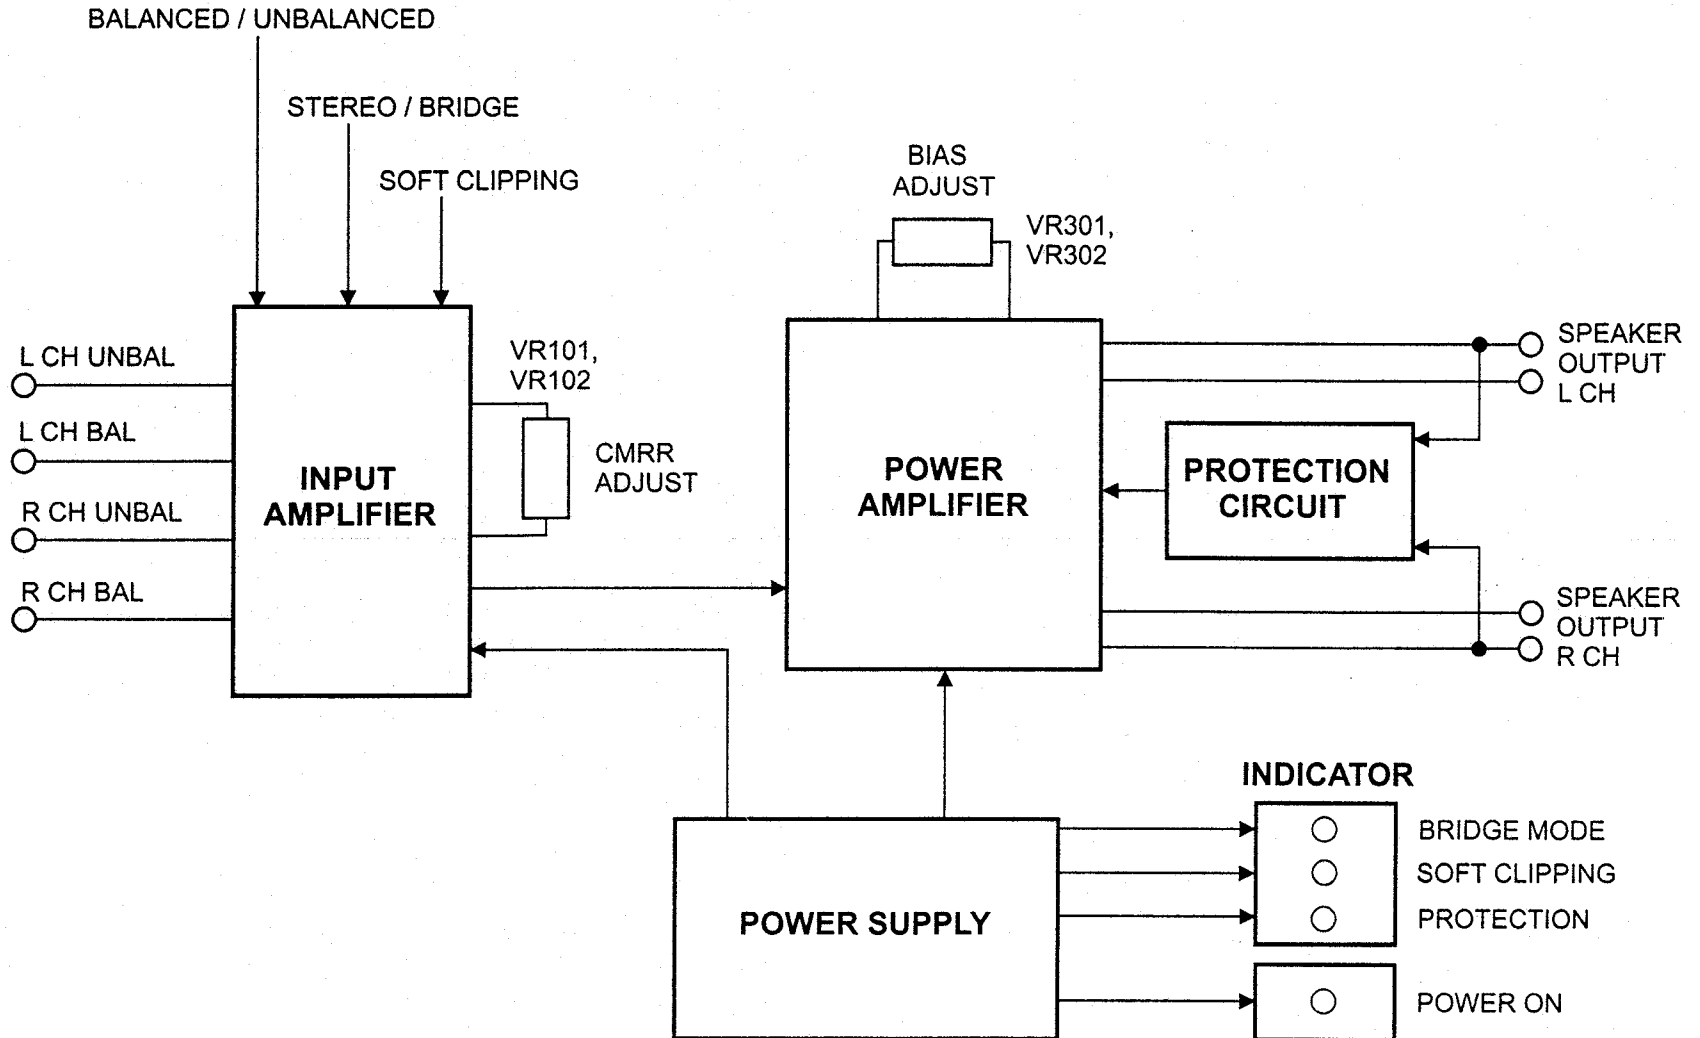 BALANCED / UNBALANCED
STEREO / BRIDGE
SOFT CLIPPING
BIAS
ADJUST
VR301,
VR302
L CH UNBAL
L CH BAL
R CH UNBAL
R CH BAL
INPUT
AMPLIFIER
VR101,
VR102
CMRR
ADJUST
POWER
AMPLIFIER
PROTECTION
CIRCUIT
SPEAKER
OUTPUT
L CH
SPEAKER
OUTPUT
R CH
POWER SUPPLY
INDICATOR
BRIDGE MODE
SOFT CLIPPING
PROTECTION
POWER ON